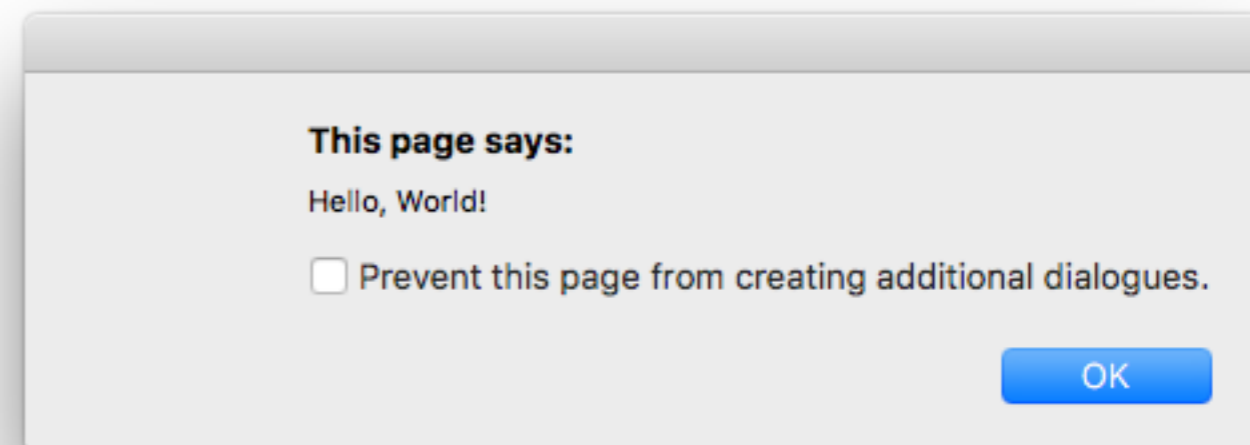 This page says:
Hello, World!
Prevent this page from creating additional dialogues.
OK